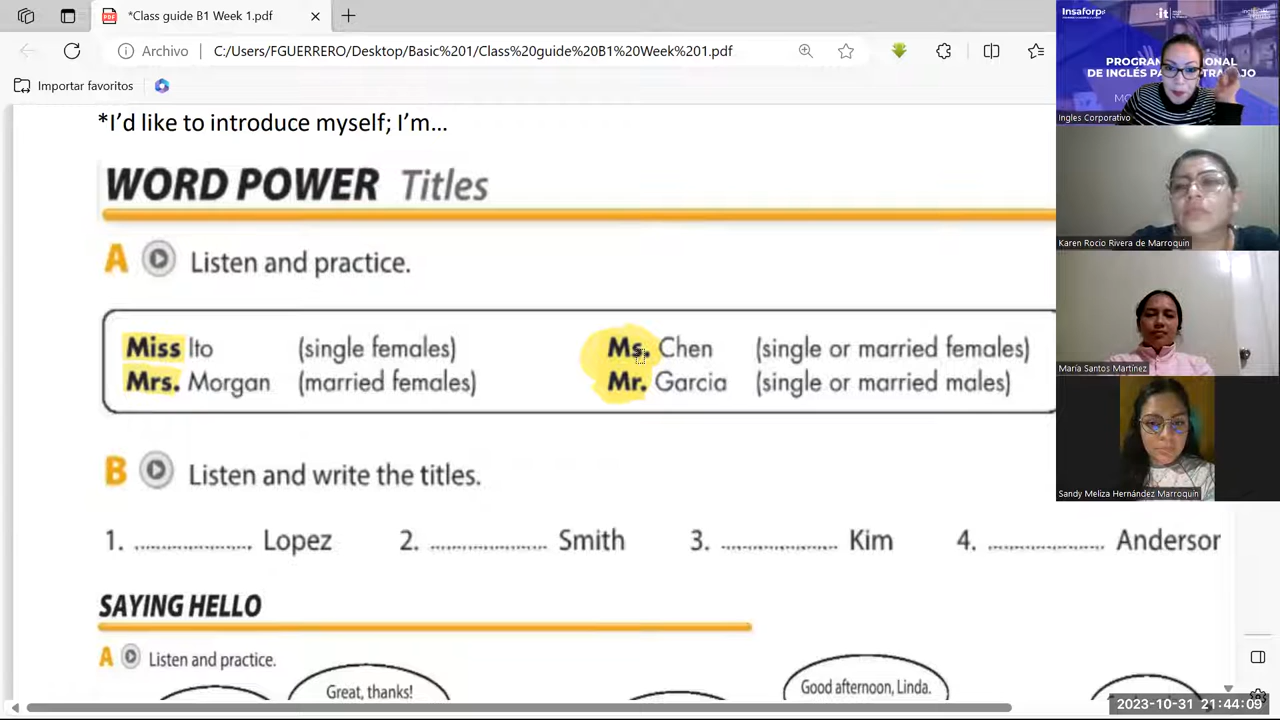 *Class guide B1 Week 1.pdf
Archivo
C:/Users/FGUERRERO/Desktop/Basic%201/Class%20guide%20B1%20Week%201.pdf
Importar favoritos
*I'd like to introduce myself; I'm...
WORD POWER Titles
A Listen and practice.
Miss Ito (single females) Ms. Chen (single or married females)
Mrs. Morgan (married females) Mr. Garcia (single or married males)
B Listen and write the titles.
1. Lopez 2. Smith 3. Kim 4. Anderson
SAYING HELLO
A Listen and practice.
Great, thanks!
Good afternoon, Linda.
Insaforp
Ingles Corporativo
Karen Rocio Rivera de Marroquin
María Santos Martínez
Sandy Meliza Hernández Marroquín
2023-10-31 21:44:09